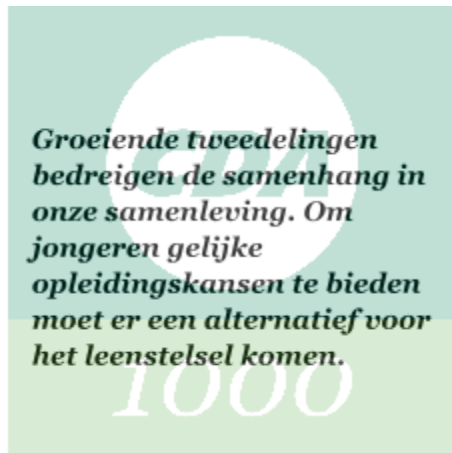 CDA
Groeiende tweedelingen
bedreigen de samenhang in
onze samenleving. Om
jongeren gelijke
opleidingskansen te bieden
moet er een alternatief voor
het leenstelsel komen.
1000